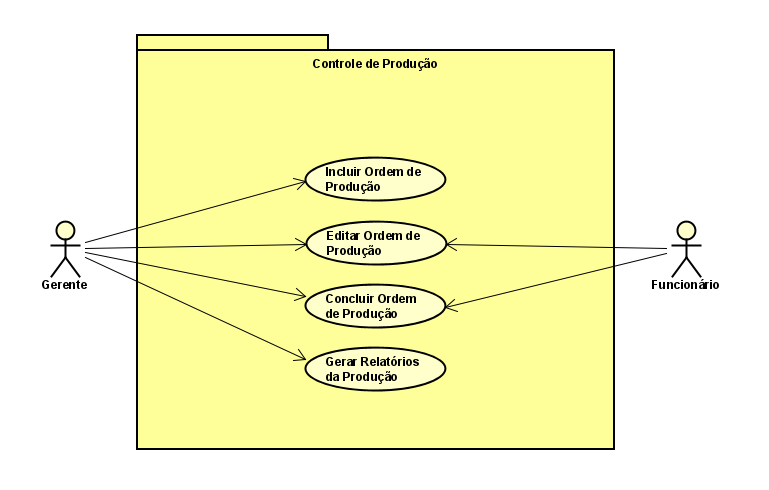 Controle de Produção
Incluir Ordem de
Produção
Editar Ordem de
Produção
Gerente
Funcionário
Concluir Ordem
de Produção
Gerar Relatórios
da Produção